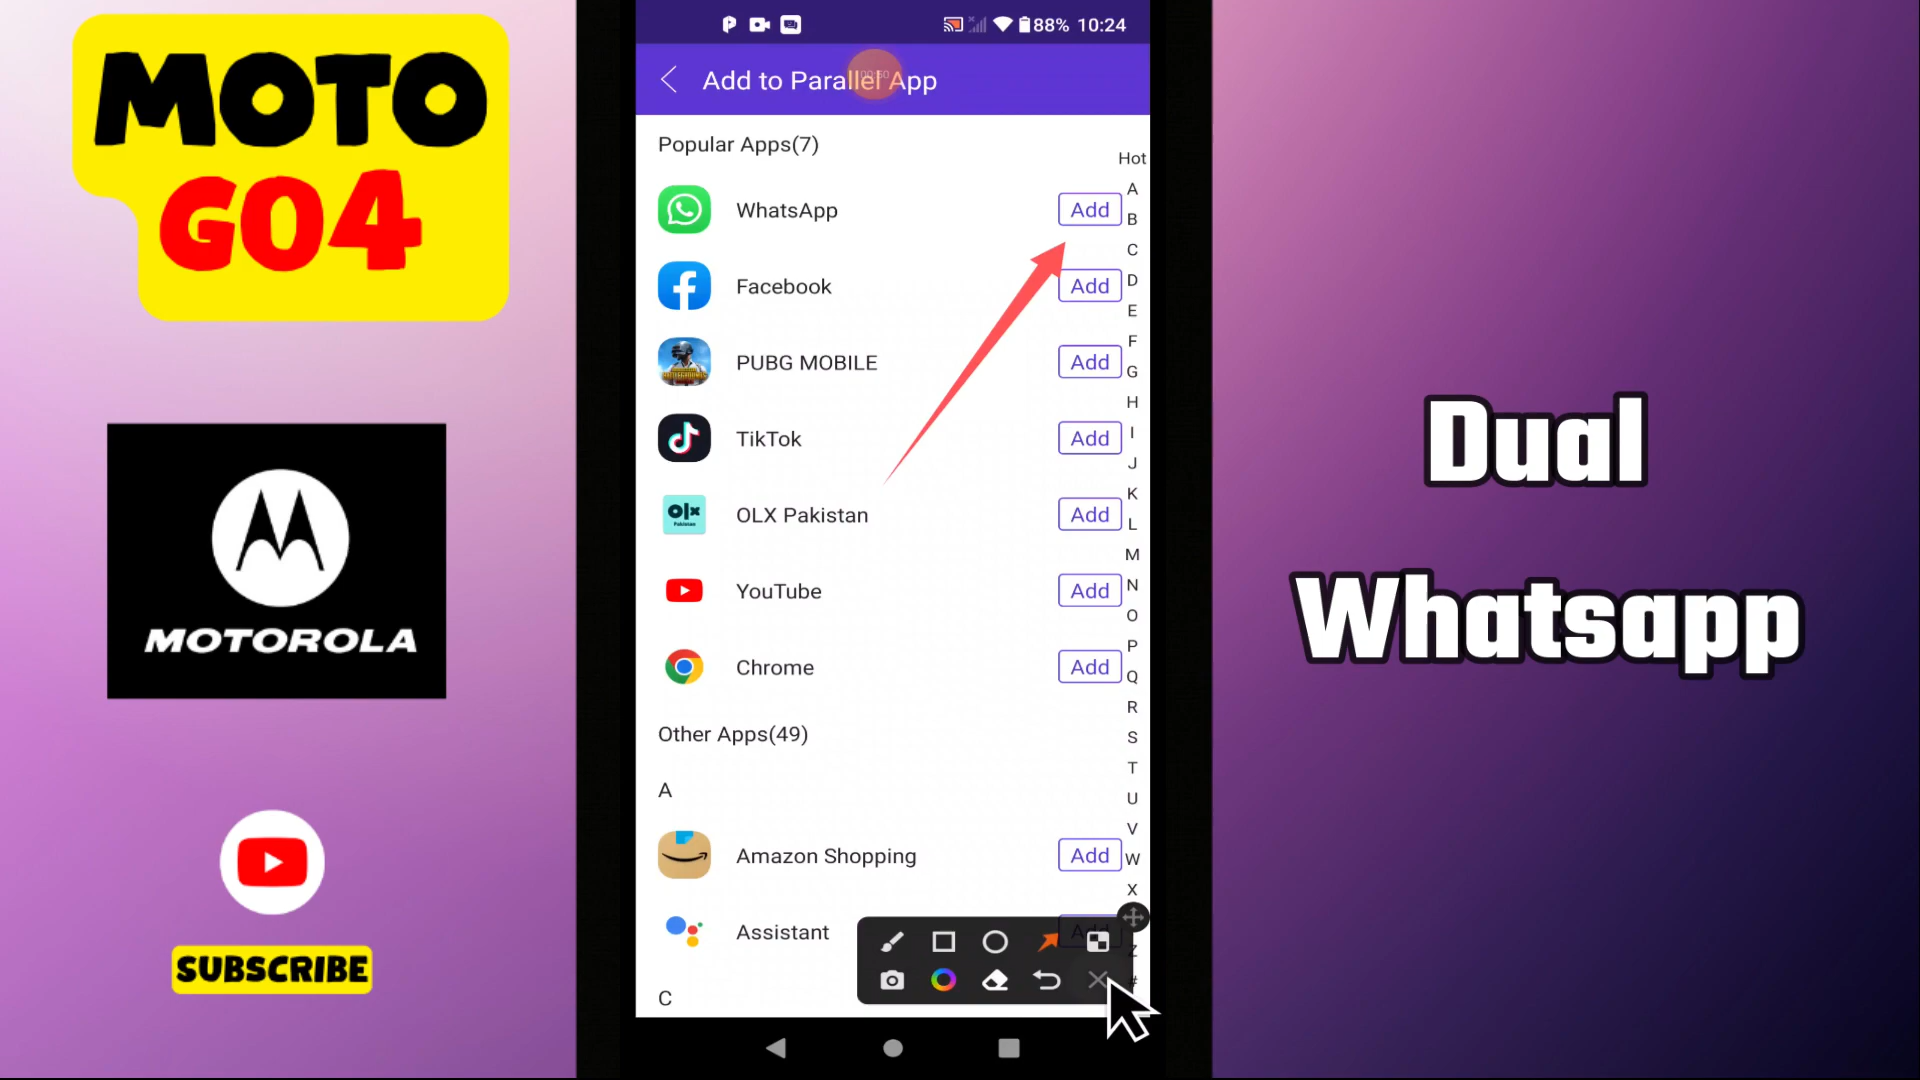 MOTO
G04
MOTOROLA
SUBSCRIBE
88% 10:24
Add to Parallel App
Popular Apps(7)
WhatsApp Add
Facebook Add
PUBG MOBILE Add
TikTok Add
OLX Pakistan Add
YouTube Add
Chrome Add
Other Apps(49)
A
Amazon Shopping Add
Assistant
C
Hot
A
B
C
D
E
F
G
H
I
J
K
L
M
N
O
P
Q
R
S
T
U
V
W
X
Z
#
Dual
Whatsapp